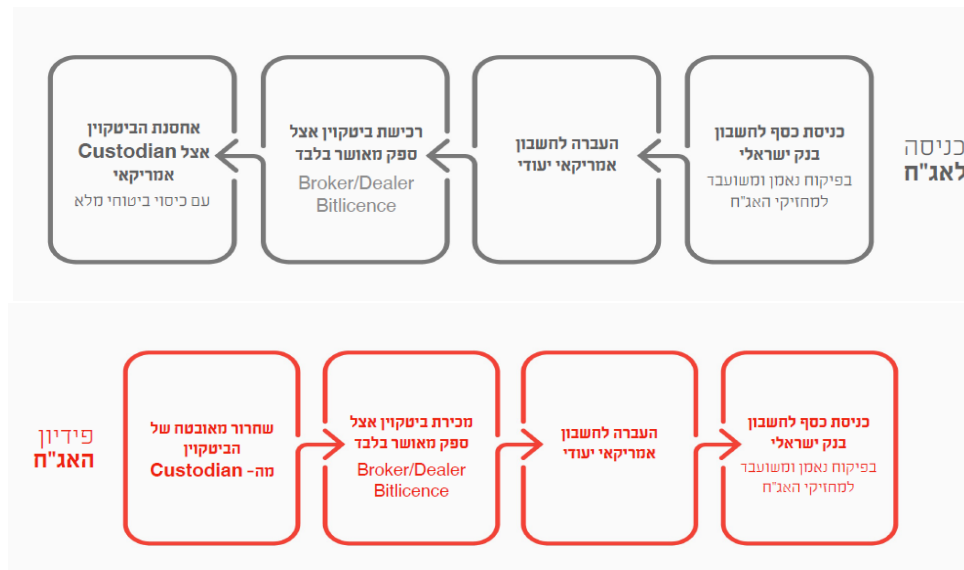 כניסה
לאג"ח
כניסת כסף לחשבון
בנק ישראלי
בפיקוח נאמן ומשועבד
למחזיקי האג"ח
העברה לחשבון
אמריקאי יעודי
רכישת ביטקוין אצל
ספק מאושר בלבד
Broker/Dealer
Bitlicence
אחסנת הביטקוין
אצל Custodian
אמריקאי
עם כיסוי ביטוחי מלא
פידיון
האג"ח
שחרור מאובטח של
הביטקוין
מה- Custodian
מכירת ביטקוין אצל
ספק מאושר בלבד
Broker/Dealer
Bitlicence
העברה לחשבון
אמריקאי יעודי
כניסת כסף לחשבון
בנק ישראלי
בפיקוח נאמן ומשועבד
למחזיקי האג"ח